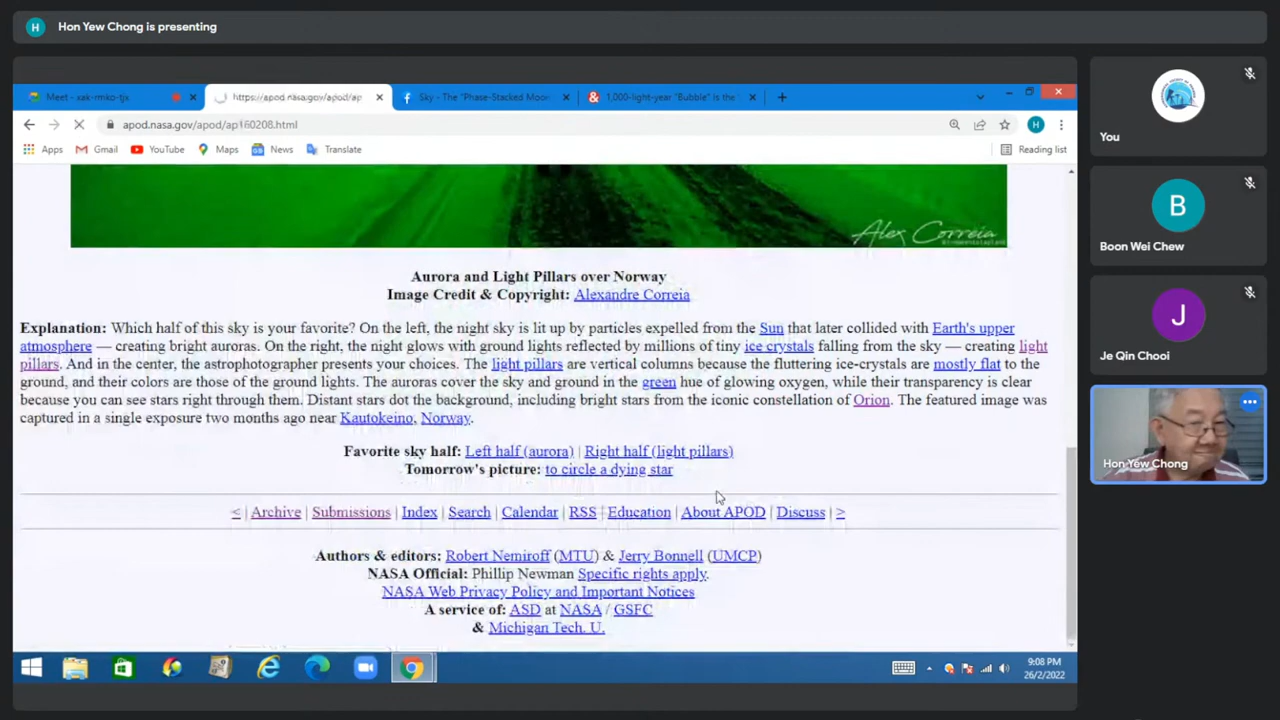 H Hon Yew Chong is presenting
Meet - xak-rmko-tjx
https://apod.nasa.gov/apod/ap
Sky - The "Phase-Stacked Moon
1,000-light-year "Bubble" is the
apod.nasa.gov/apod/ap160208.html
H
Apps Gmail YouTube Maps News Translate Reading list
Alex Correia
Aurora and Light Pillars over Norway
Image Credit & Copyright: Alexandre Correia
Explanation: Which half of this sky is your favorite? On the left, the night sky is lit up by particles expelled from the Sun that later collided with Earth's upper
atmosphere — creating bright auroras. On the right, the night glows with ground lights reflected by millions of tiny ice crystals falling from the sky — creating light
pillars. And in the center, the astrophotographer presents your choices. The light pillars are vertical columns because the fluttering ice-crystals are mostly flat to the
ground, and their colors are those of the ground lights. The auroras cover the sky and ground in the green hue of glowing oxygen, while their transparency is clear
because you can see stars right through them. Distant stars dot the background, including bright stars from the iconic constellation of Orion. The featured image was
captured in a single exposure two months ago near Kautokeino, Norway.
Favorite sky half: Left half (aurora) | Right half (light pillars)
Tomorrow's picture: to circle a dying star
< | Archive | Submissions | Index | Search | Calendar | RSS | Education | About APOD | Discuss | >
Authors & editors: Robert Nemiroff (MTU) & Jerry Bonnell (UMCP)
NASA Official: Phillip Newman Specific rights apply.
NASA Web Privacy Policy and Important Notices
A service of: ASD at NASA / GSFC
& Michigan Tech. U.
9:08 PM
26/2/2022
You
B
Boon Wei Chew
J
Je Qin Chooi
Hon Yew Chong